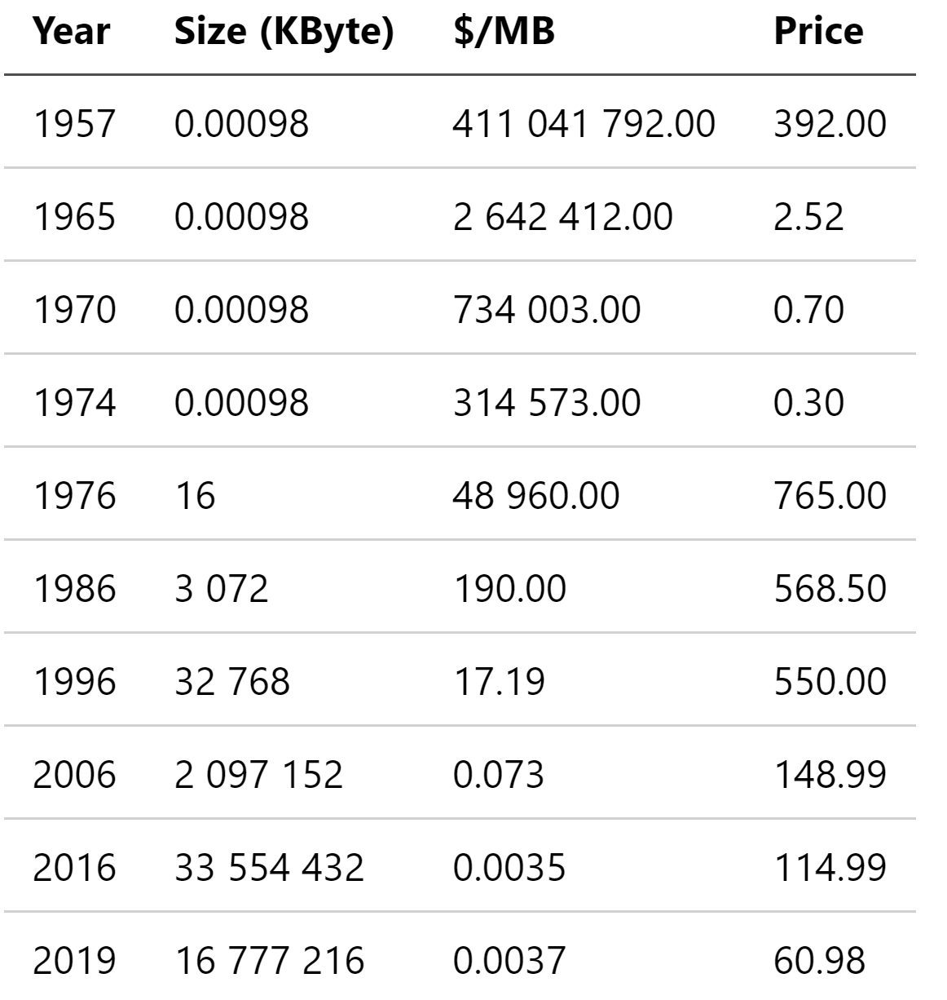 Year Size (KByte) $/MB Price
1957 0.00098 411 041 792.00 392.00
1965 0.00098 2 642 412.00 2.52
1970 0.00098 734 003.00 0.70
1974 0.00098 314 573.00 0.30
1976 16 48 960.00 765.00
1986 3 072 190.00 568.50
1996 32 768 17.19 550.00
2006 2 097 152 0.073 148.99
2016 33 554 432 0.0035 114.99
2019 16 777 216 0.0037 60.98